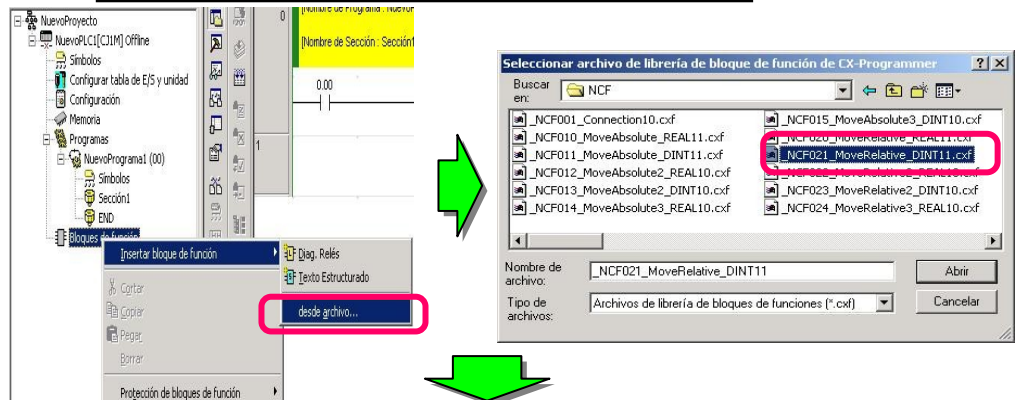 NuevoProyecto
NuevoPLC1[CJ1M] Offline
Símbolos
Configurar tabla de E/S y unidad
Configuración
Memoria
Programas
NuevoPrograma1 (00)
Símbolos
Sección1
END
Bloques de función
Insertar bloque de función
Cortar
Copiar
Pegar
Borrar
Protección de bloques de función
Diag. Relés
Texto Estructurado
desde archivo...
0
[Nombre de Programa : Nuevo
[Nombre de Sección : Sección1
0.00
1
Seleccionar archivo de librería de bloque de función de CX-Programmer
Buscar en:
NCF
_NCF001_Connection10.cxf
_NCF010_MoveAbsolute_REAL11.cxf
_NCF011_MoveAbsolute_DINT11.cxf
_NCF012_MoveAbsolute2_REAL10.cxf
_NCF013_MoveAbsolute2_DINT10.cxf
_NCF014_MoveAbsolute3_REAL10.cxf
_NCF015_MoveAbsolute3_DINT10.cxf
_NCF020_MoveRelative_REAL11.cxf
_NCF021_MoveRelative_DINT11.cxf
_NCF022_MoveRelative2_REAL10.cxf
_NCF023_MoveRelative2_DINT10.cxf
_NCF024_MoveRelative3_REAL10.cxf
Nombre de archivo:
_NCF021_MoveRelative_DINT11
Abrir
Tipo de archivos:
Archivos de librería de bloques de funciones (*.cxf)
Cancelar